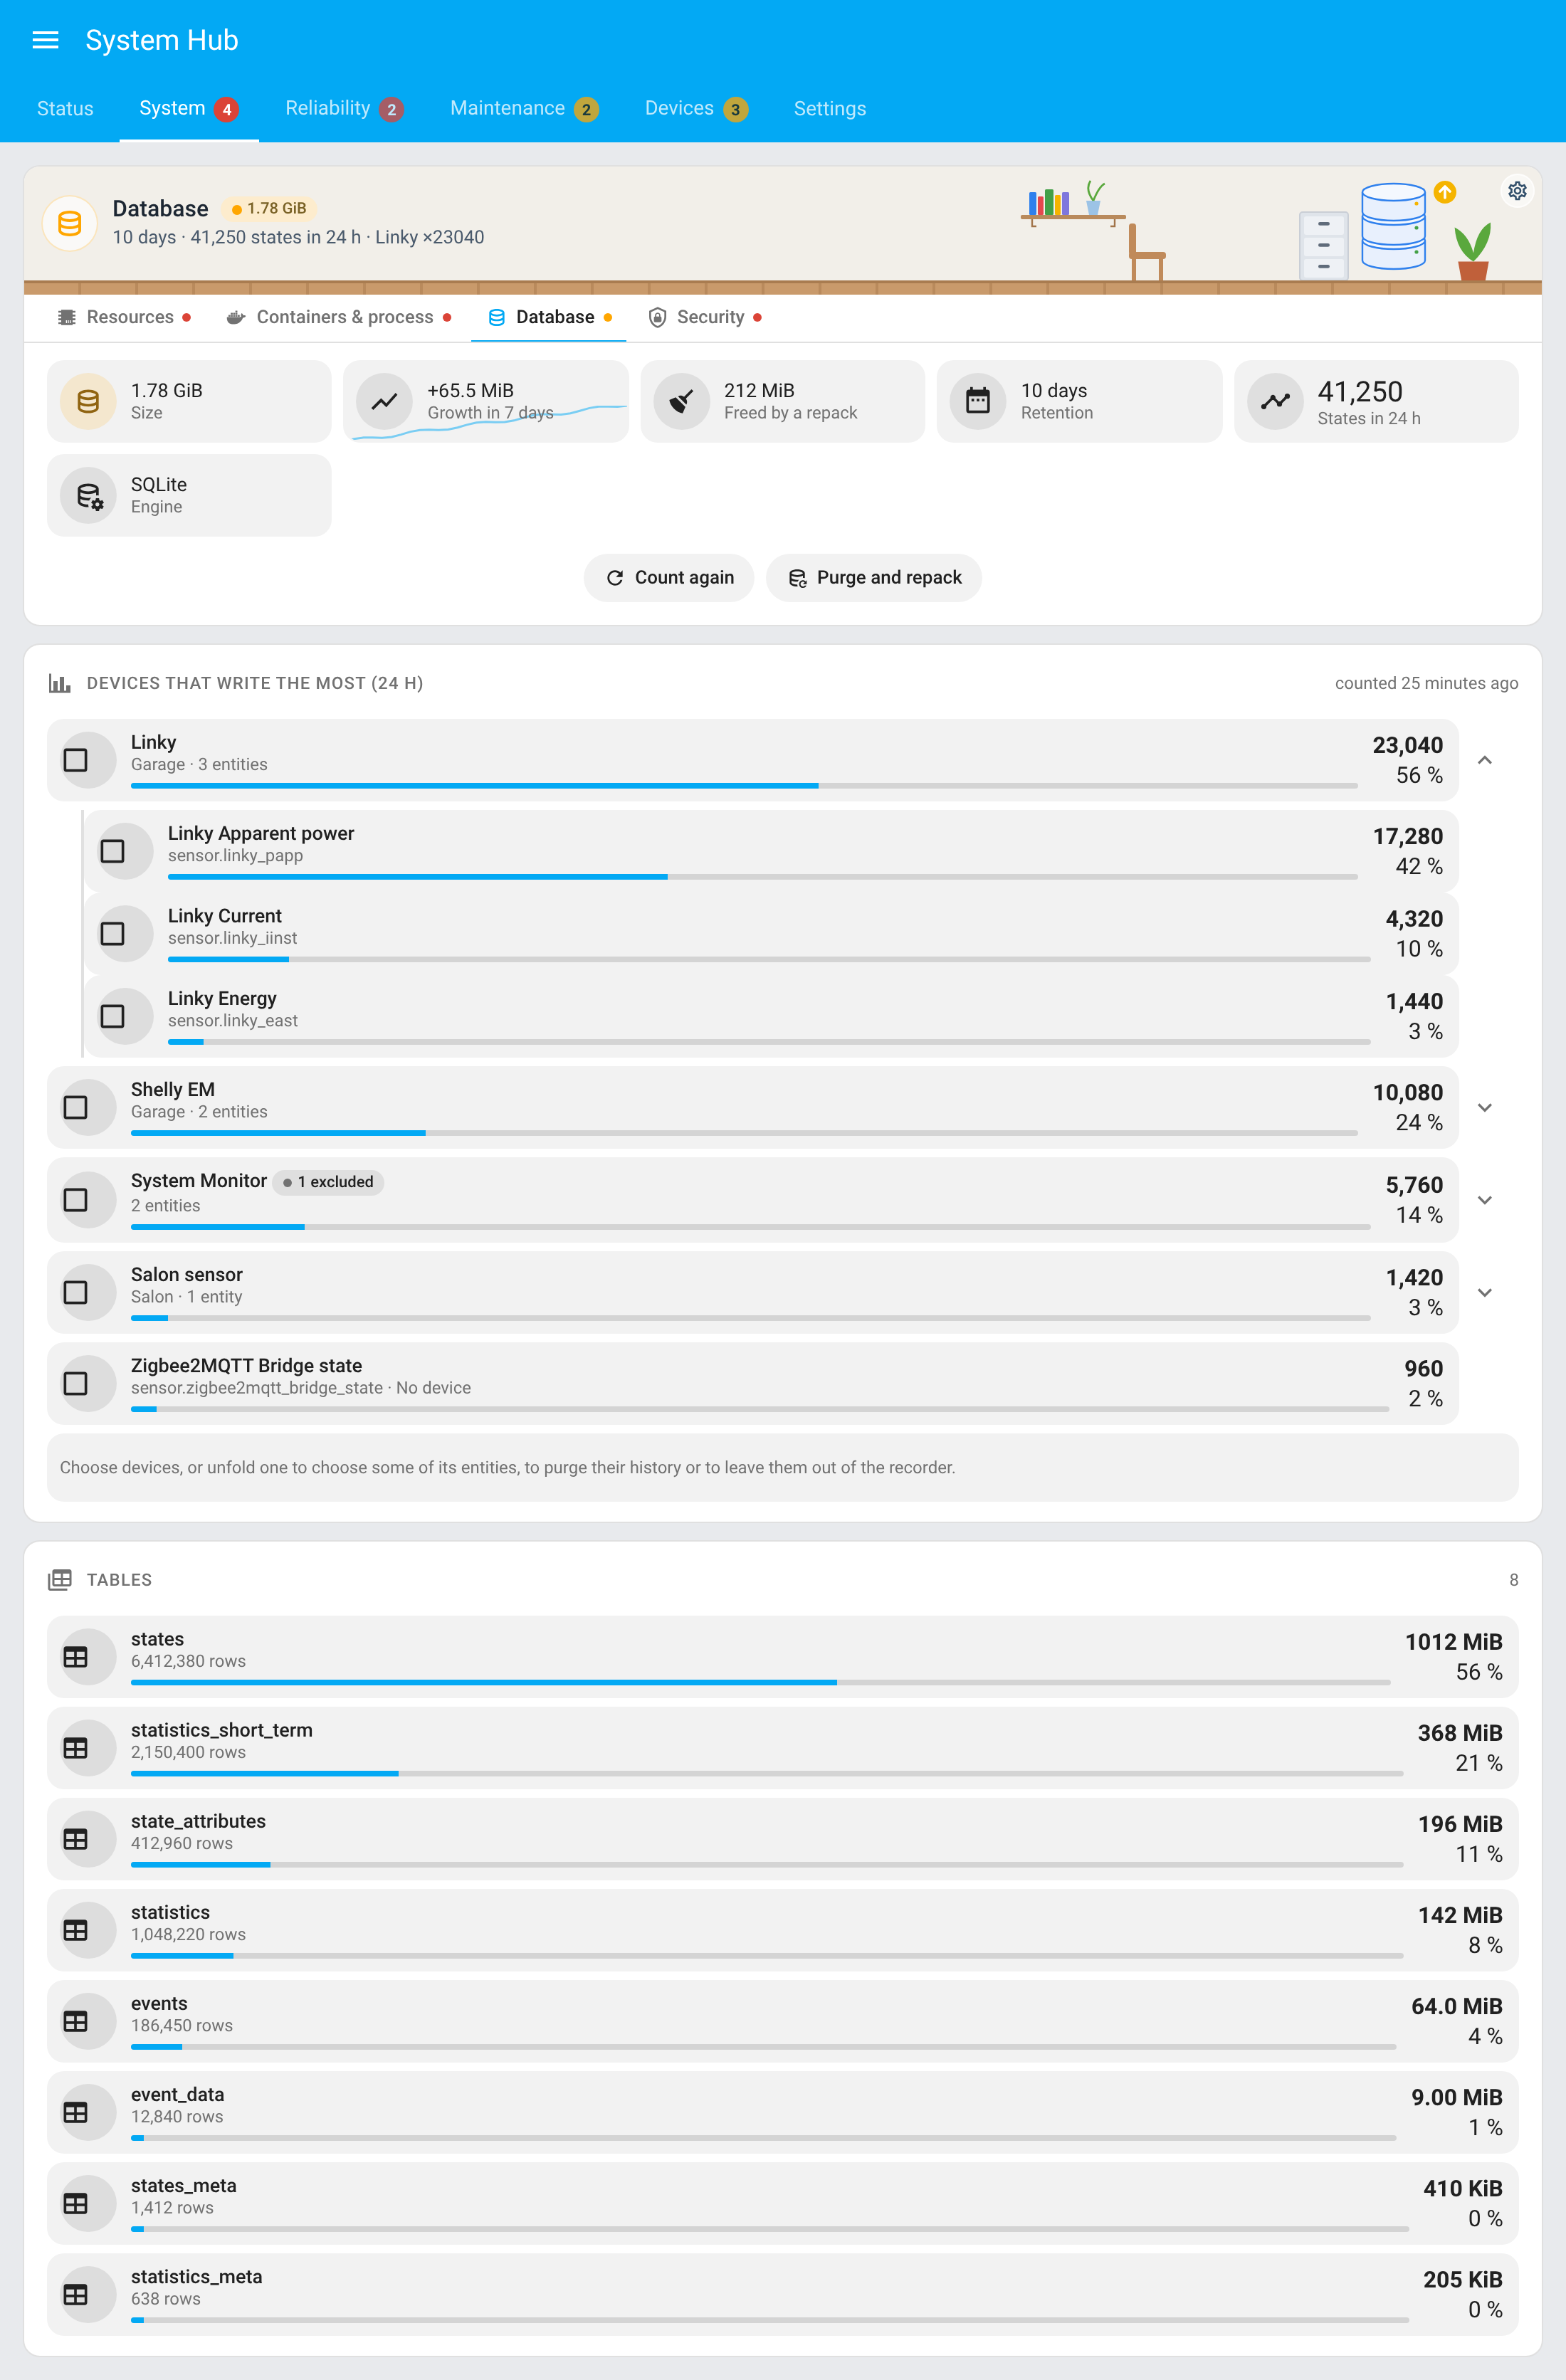 System Hub
Status
System 4
Reliability 2
Maintenance 2
Devices 3
Settings
Database 1.78 GiB
10 days · 41,250 states in 24 h · Linky ×23040
Resources
Containers & process
Database
Security
1.78 GiB
Size
+65.5 MiB
Growth in 7 days
212 MiB
Freed by a repack
10 days
Retention
41,250
States in 24 h
SQLite
Engine
Count again
Purge and repack
DEVICES THAT WRITE THE MOST (24 H)
counted 25 minutes ago
Linky
Garage · 3 entities
23,040
56 %
Linky Apparent power
sensor.linky_papp
17,280
42 %
Linky Current
sensor.linky_iinst
4,320
10 %
Linky Energy
sensor.linky_east
1,440
3 %
Shelly EM
Garage · 2 entities
10,080
24 %
System Monitor 1 excluded
2 entities
5,760
14 %
Salon sensor
Salon · 1 entity
1,420
3 %
Zigbee2MQTT Bridge state
sensor.zigbee2mqtt_bridge_state · No device
960
2 %
Choose devices, or unfold one to choose some of its entities, to purge their history or to leave them out of the recorder.
TABLES
8
states
6,412,380 rows
1012 MiB
56 %
statistics_short_term
2,150,400 rows
368 MiB
21 %
state_attributes
412,960 rows
196 MiB
11 %
statistics
1,048,220 rows
142 MiB
8 %
events
186,450 rows
64.0 MiB
4 %
event_data
12,840 rows
9.00 MiB
1 %
states_meta
1,412 rows
410 KiB
0 %
statistics_meta
638 rows
205 KiB
0 %